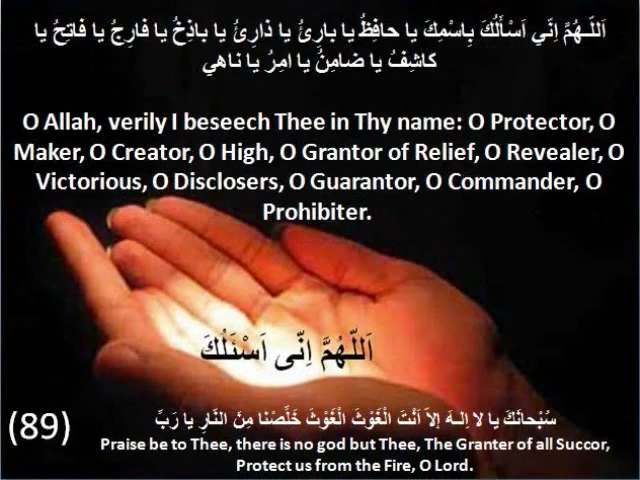 اَللّـهُمَّ اِنّي اَسْأَلُكَ بِاسْمِكَ يا حافِظُ يا بارِئُ يا ذارِئُ يا باذِخُ يا فارِجُ يا فاتِحُ يا
كاشِفُ يا ضامِنُ يا امِرُ يا ناهي
O Allah, verily I beseech Thee in Thy name: O Protector, O
Maker, O Creator, O High, O Grantor of Relief, O Revealer, O
Victorious, O Disclosers, O Guarantor, O Commander, O
Prohibiter.
اَللّهُمَّ اِنّى اَسْئَلُكَ
سُبْحانَكَ يا لا اِلـهَ إلاّ اَنْتَ الْغَوْثَ الْغَوْثَ خَلِّصْنا مِنَ النّارِ يا رَبِّ
(89)
Praise be to Thee, there is no god but Thee, The Granter of all Succor,
Protect us from the Fire, O Lord.